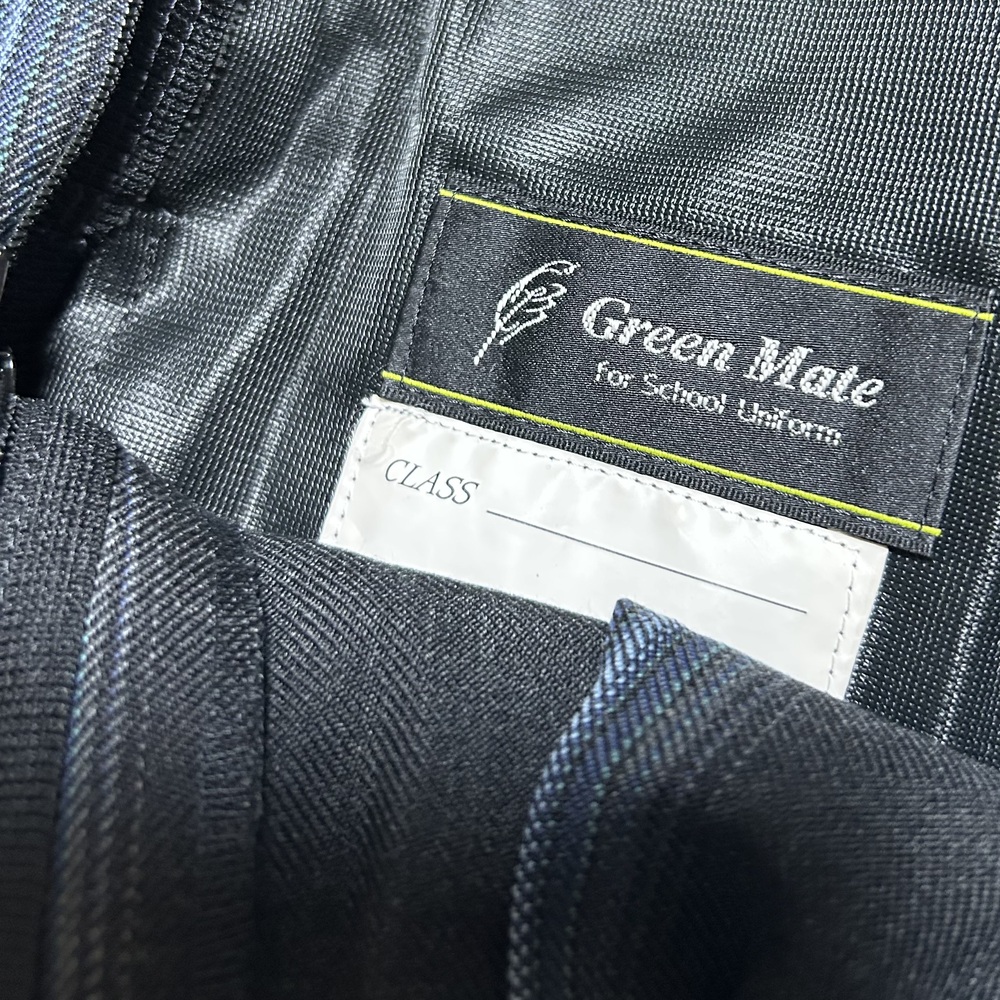 Green Mate
for School Uniform
CLASS